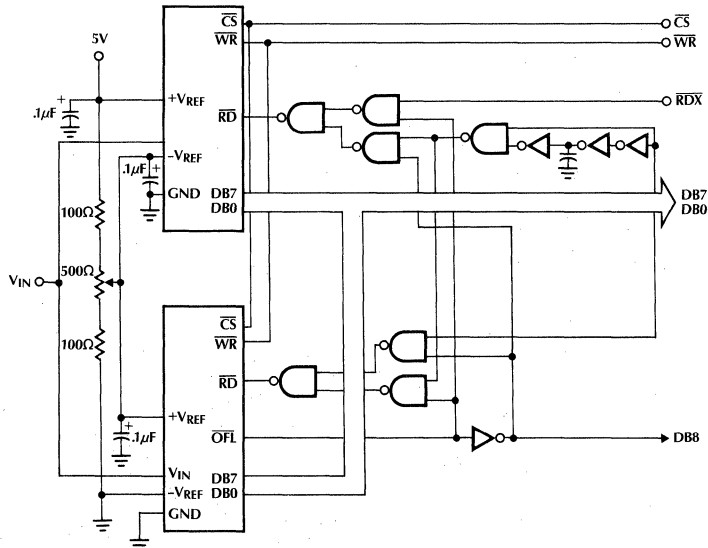 5V
.1μF
+
+VREF
.1μF
+
-VREF
GND
CS
WR
RD
DB7
DB0
CS
WR
RDX
DB7
DB0
100Ω
500Ω
100Ω
VIN
CS
WR
RD
+VREF
+
.1μF
OFL
VIN
DB7
-VREF
DB0
GND
DB8